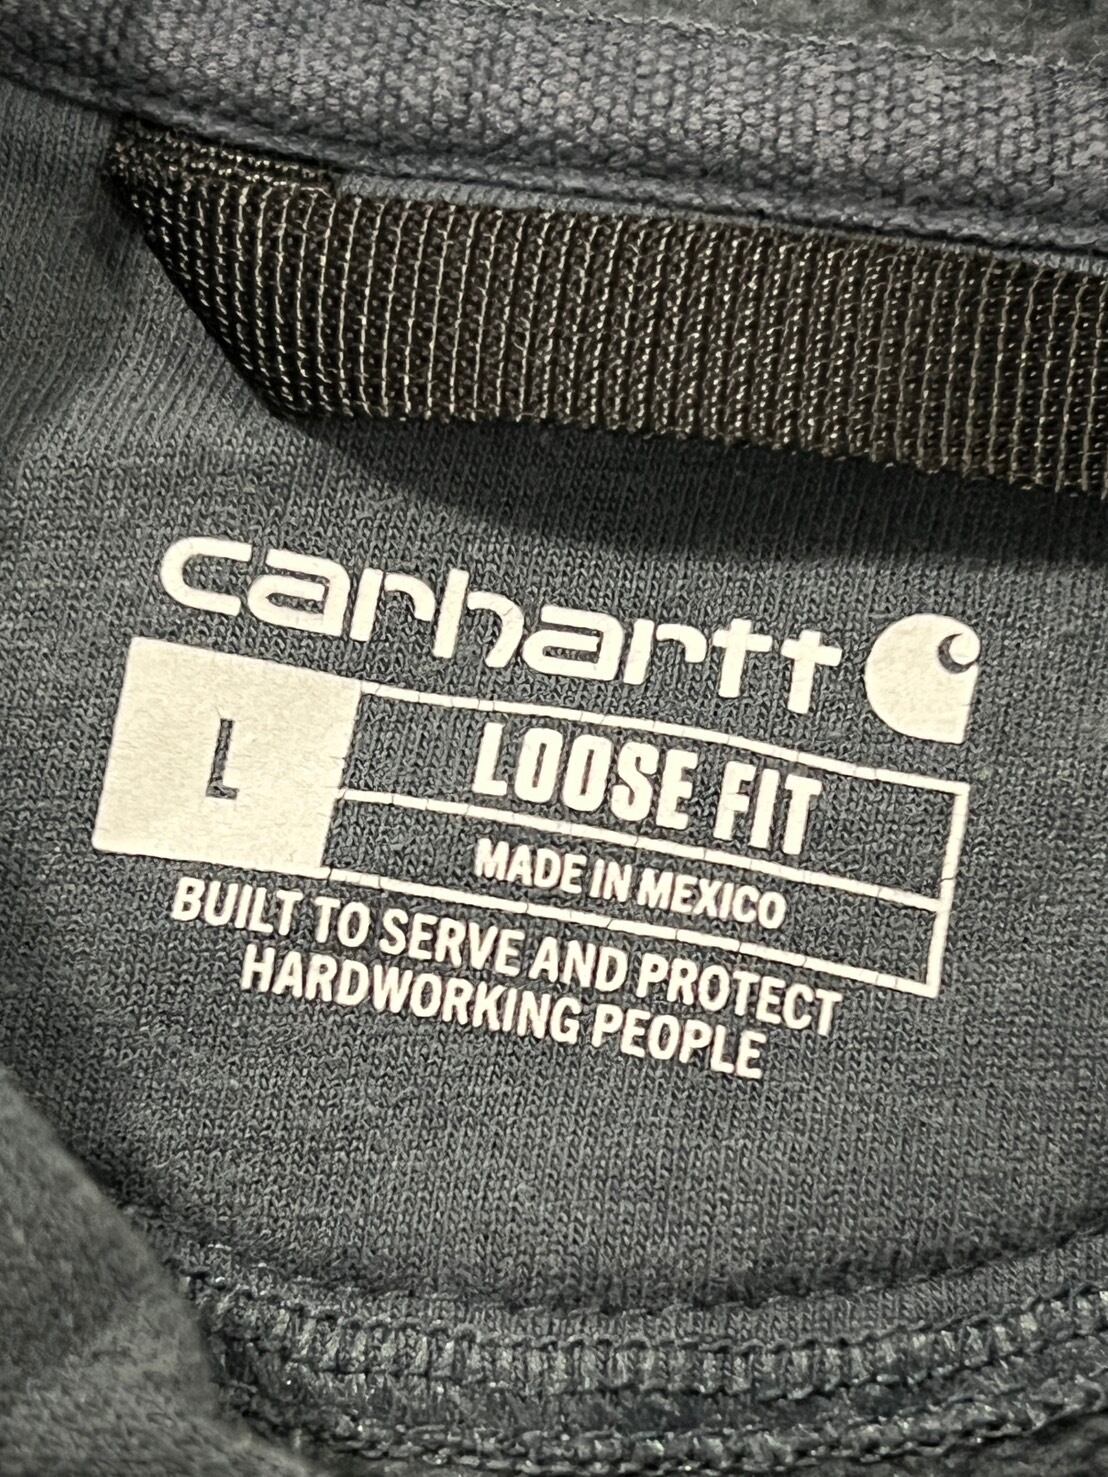 carhartt
L
LOOSE FIT
MADE IN MEXICO
BUILT TO SERVE AND PROTECT
HARDWORKING PEOPLE